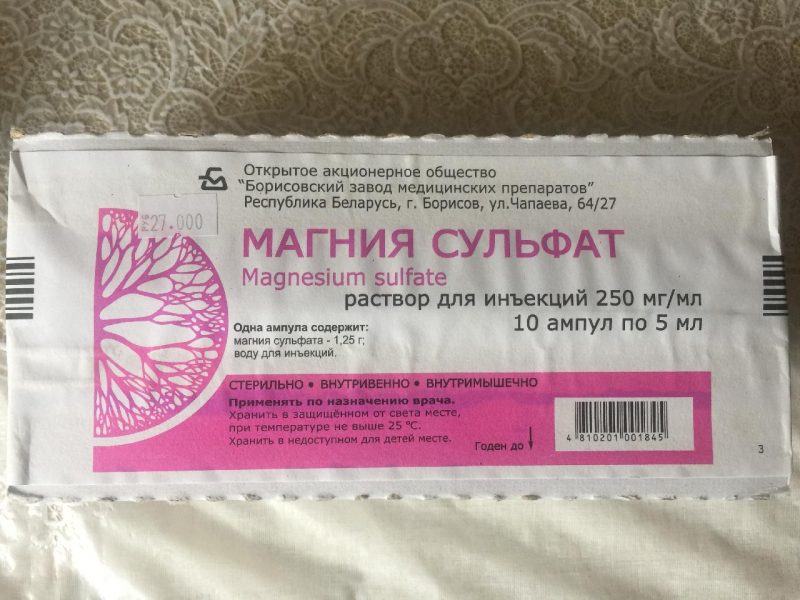 Открытое акционерное общество
"Борисовский завод медицинских препаратов"
Республика Беларусь, г. Борисов, ул.Чапаева, 64/27
РУБ 27.000
МАГНИЯ СУЛЬФАТ
Magnesium sulfate
раствор для инъекций 250 мг/мл
10 ампул по 5 мл
Одна ампула содержит:
магния сульфата - 1,25 г;
воду для инъекций.
СТЕРИЛЬНО • ВНУТРИВЕННО • ВНУТРИМЫШЕЧНО
Применять по назначению врача.
Хранить в защищённом от света месте,
при температуре не выше 25 °С.
Хранить в недоступном для детей месте.
Годен до
4 810201 001845
3